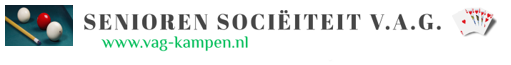 SENIOREN SOCIËITEIT V.A.G.
www.vag-kampen.nl